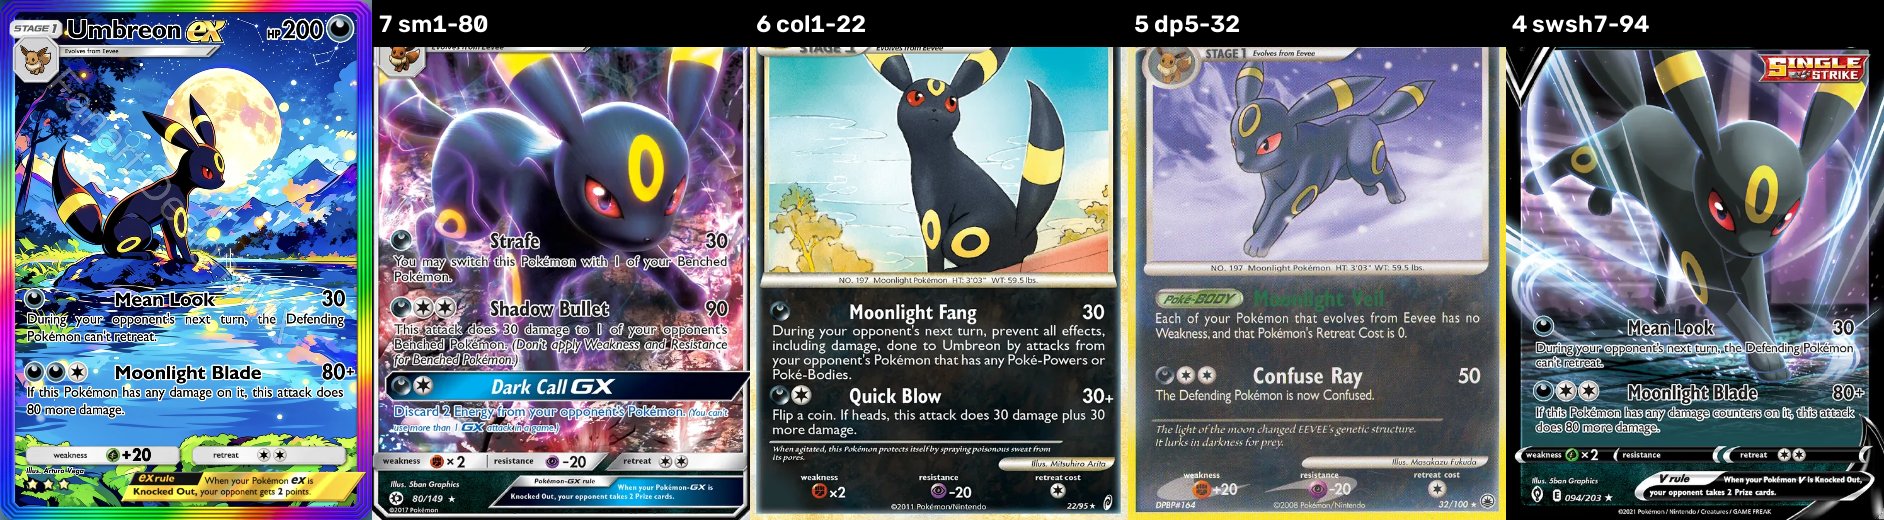 STAGE 1 Umbreon ex HP 200
Evolves from Eevee
Mean Look 30
During your opponent's next turn, the Defending
Pokémon can't retreat.
Moonlight Blade 80+
If this Pokémon has any damage on it, this attack does
80 more damage.
weakness +20 retreat
Illus. Arturo Vega
ex rule When your Pokémon ex is
Knocked Out, your opponent gets 2 points.
7 sm1-80
Evolves from Eevee
Strafe 30
You may switch this Pokémon with 1 of your Benched
Pokémon.
Shadow Bullet 90
This attack does 30 damage to 1 of your opponent's
Benched Pokémon. (Don't apply Weakness and Resistance
for Benched Pokémon.)
Dark Call GX
Discard 2 Energy from your opponent's Pokémon. (You can't
use more than 1 GX attack in a game.)
weakness ×2 resistance -20 retreat
Illus. 5ban Graphics
80/149 ★
©2017 Pokémon
Pokémon-GX rule When your Pokémon-GX is
Knocked Out, your opponent takes 2 Prize cards.
6 col1-22
STAGE 1 Evolves from Eevee
NO. 197 Moonlight Pokémon HT: 3'03" WT: 59.5 lbs.
Moonlight Fang 30
During your opponent's next turn, prevent all effects,
including damage, done to Umbreon by attacks from
your opponent's Pokémon that has any Poké-Powers or
Poké-Bodies.
Quick Blow 30+
Flip a coin. If heads, this attack does 30 damage plus 30
more damage.
When agitated, this Pokémon protects itself by spraying poisonous sweat from
its pores.
Illus. Mitsuhiro Arita
weakness resistance retreat cost
×2 -20
©2011 Pokémon/Nintendo 22/95 ★
5 dp5-32
STAGE 1 Evolves from Eevee
NO. 197 Moonlight Pokémon HT: 3'03" WT: 59.5 lbs.
Poké-BODY Moonlight Veil
Each of your Pokémon that evolves from Eevee has no
Weakness, and that Pokémon's Retreat Cost is 0.
Confuse Ray 50
The Defending Pokémon is now Confused.
The light of the moon changed EEVEE's genetic structure.
It lurks in darkness for prey.
Illus. Masakazu Fukuda
weakness resistance retreat cost
+20 -20
DPBP#164 ©2008 Pokémon/Nintendo 32/100 ★
4 swsh7-94
SINGLE
STRIKE
Mean Look 30
During your opponent's next turn, the Defending Pokémon
can't retreat.
Moonlight Blade 80+
If this Pokémon has any damage counters on it, this attack
does 80 more damage.
weakness ×2 resistance retreat
Illus. 5ban Graphics
E 094/203 ★
V rule When your Pokémon V is Knocked Out,
your opponent takes 2 Prize cards.
©2021 Pokémon / Nintendo / Creatures / GAME FREAK